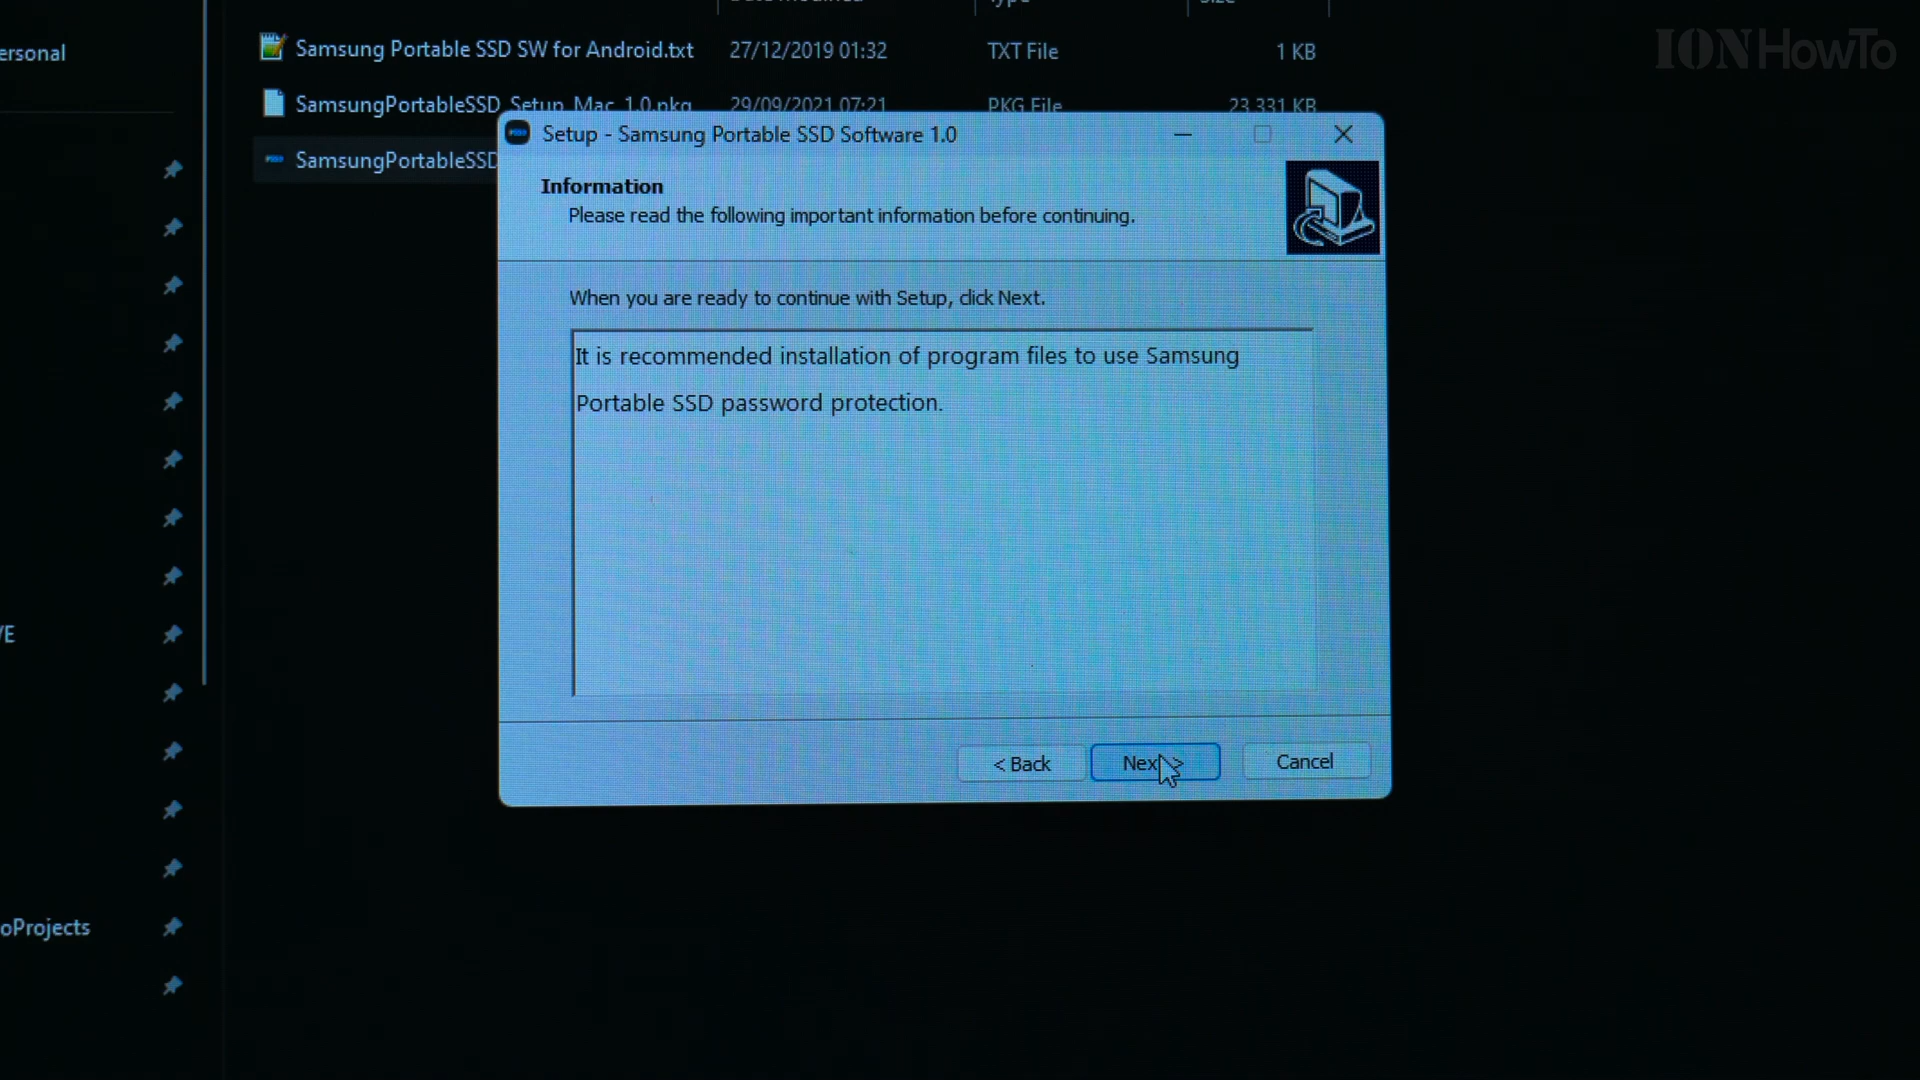 ION HowTo
ersonal
Samsung Portable SSD SW for Android.txt 27/12/2019 01:32 TXT File 1 KB
SamsungPortableSSD_Setup_Mac_1.0.pkg 29/09/2021 07:21 PKG File 23,331 KB
SamsungPortableSSD
Setup - Samsung Portable SSD Software 1.0
Information
Please read the following important information before continuing.
When you are ready to continue with Setup, click Next.
It is recommended installation of program files to use Samsung
Portable SSD password protection.
/E
< Back Next > Cancel
oProjects